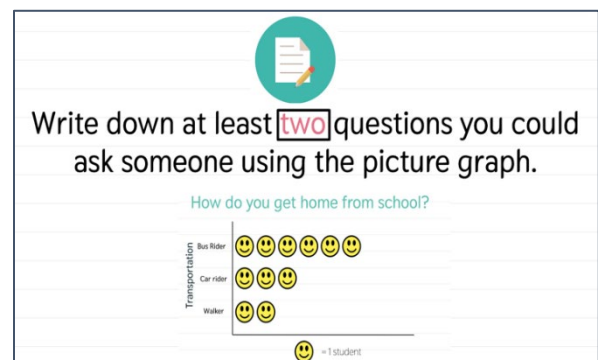 Write down at least two questions you could
ask someone using the picture graph.
How do you get home from school?
Transportation
Bus Rider
Car rider
Walker
= 1 student